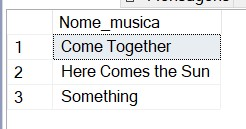 Nome_musica
1 Come Together
2 Here Comes the Sun
3 Something